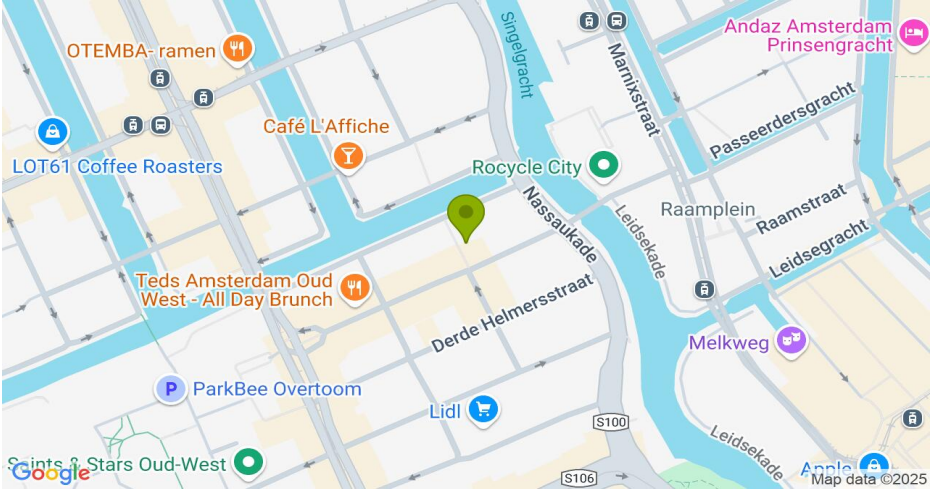 Andaz Amsterdam
Prinsengracht
OTEMBA- ramen
Singelgracht
Marnixstraat
Passeerdersgracht
Café L'Affiche
LOT61 Coffee Roasters
Rocycle City
Nassaukade
Leidsekade
Raamplein
Raamstraat
Leidsegracht
Teds Amsterdam Oud
West - All Day Brunch
Derde Helmersstraat
Melkweg
P
ParkBee Overtoom
Lidl
S100
Leidsekade
Saints & Stars Oud-West
Google
S106
Apple
Map data ©2025